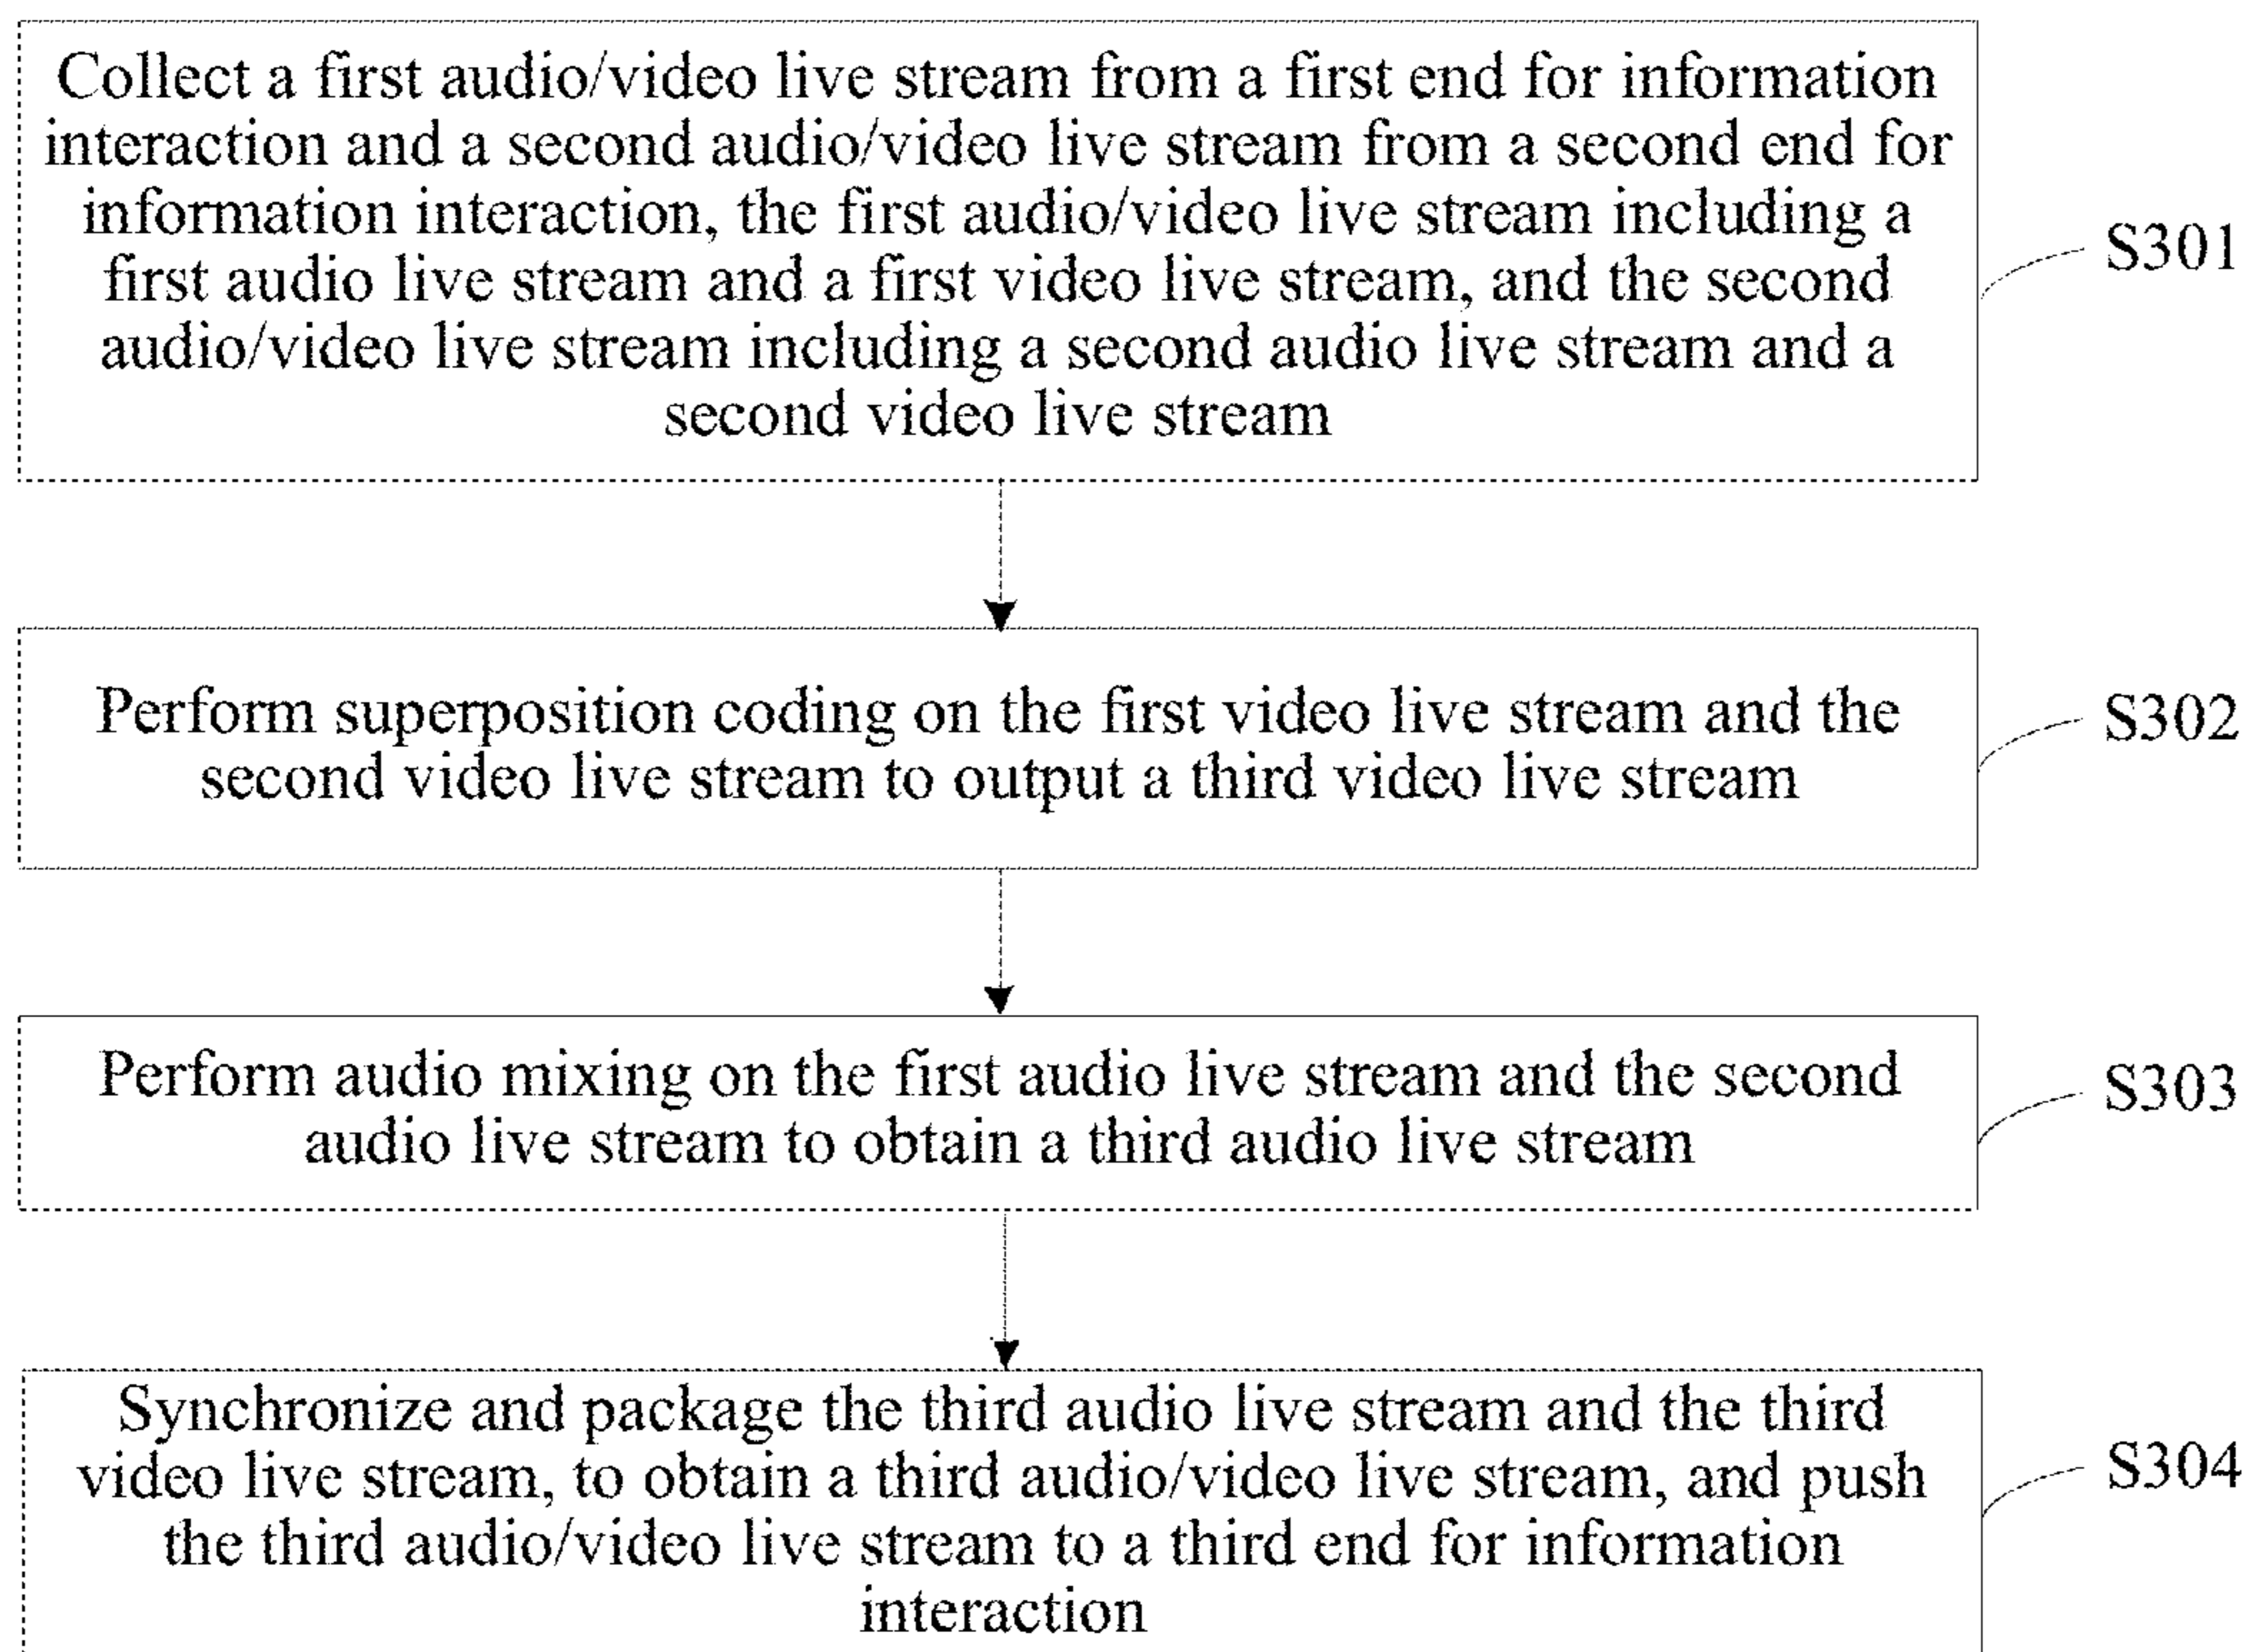 Collect a first audio/video live stream from a first end for information
interaction and a second audio/video live stream from a second end for
information interaction, the first audio/video live stream including a
first audio live stream and a first video live stream, and the second
audio/video live stream including a second audio live stream and a
second video live stream
S301
Perform superposition coding on the first video live stream and the
second video live stream to output a third video live stream
S302
Perform audio mixing on the first audio live stream and the second
audio live stream to obtain a third audio live stream
S303
Synchronize and package the third audio live stream and the third
video live stream, to obtain a third audio/video live stream, and push
the third audio/video live stream to a third end for information
interaction
S304